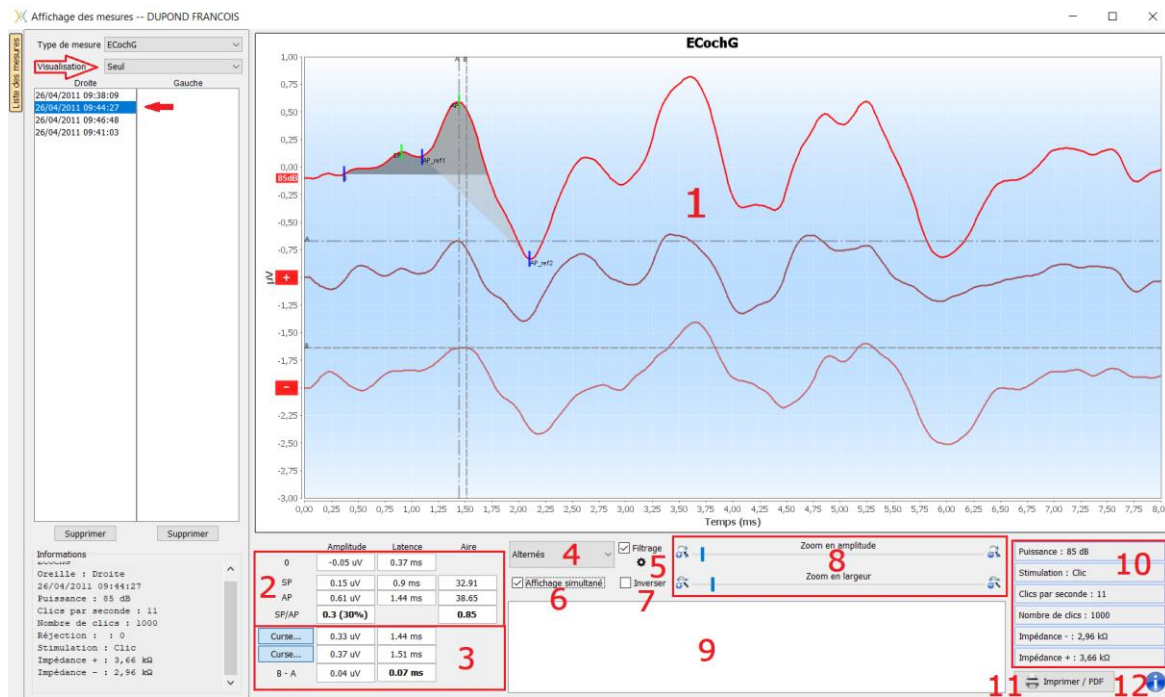 Affichage des mesures -- DUPOND FRANCOIS
Liste des mesures
Type de mesure ECochG
Visualisation Seul
Droite Gauche
26/04/2011 09:38:09
26/04/2011 09:44:27
26/04/2011 09:46:48
26/04/2011 09:41:03
Supprimer Supprimer
Informations
ECochG
Oreille : Droite
26/04/2011 09:44:27
Puissance : 85 dB
Clics par seconde : 11
Nombre de clics : 1000
Réjection : : 0
Stimulation : Clic
Impédance + : 3,66 kΩ
Impédance - : 2,96 kΩ
ECochG
A B
1,00
0,75
0,50
0,25
0,00
-0,25
-0,50
-0,75
-1,00
-1,25
-1,50
-1,75
-2,00
-2,25
-2,50
-2,75
-3,00
µV
85dB
+
-
A
B
AP
AP_ref1
AP_ref2
1
0,00 0,25 0,50 0,75 1,00 1,25 1,50 1,75 2,00 2,25 2,50 2,75 3,00 3,25 3,50 3,75 4,00 4,25 4,50 4,75 5,00 5,25 5,50 5,75 6,00 6,25 6,50 6,75 7,00 7,25 7,50 7,75 8,0
Temps (ms)
Amplitude Latence Aire
2
0 -0.05 uV 0.37 ms
SP 0.15 uV 0.9 ms 32.91
AP 0.61 uV 1.44 ms 38.65
SP/AP 0.3 (30%) 0.85
Curse... 0.33 uV 1.44 ms
Curse... 0.37 uV 1.51 ms
B - A 0.04 uV 0.07 ms
3
Alternés 4
Filtrage
5
Affichage simultané
6
Inverser
7
Zoom en amplitude
8
Zoom en largeur
9
Puissance : 85 dB
10
Stimulation : Clic
Clics par seconde : 11
Nombre de clics : 1000
Impédance - : 2,96 kΩ
Impédance + : 3,66 kΩ
11 Imprimer / PDF 12 i